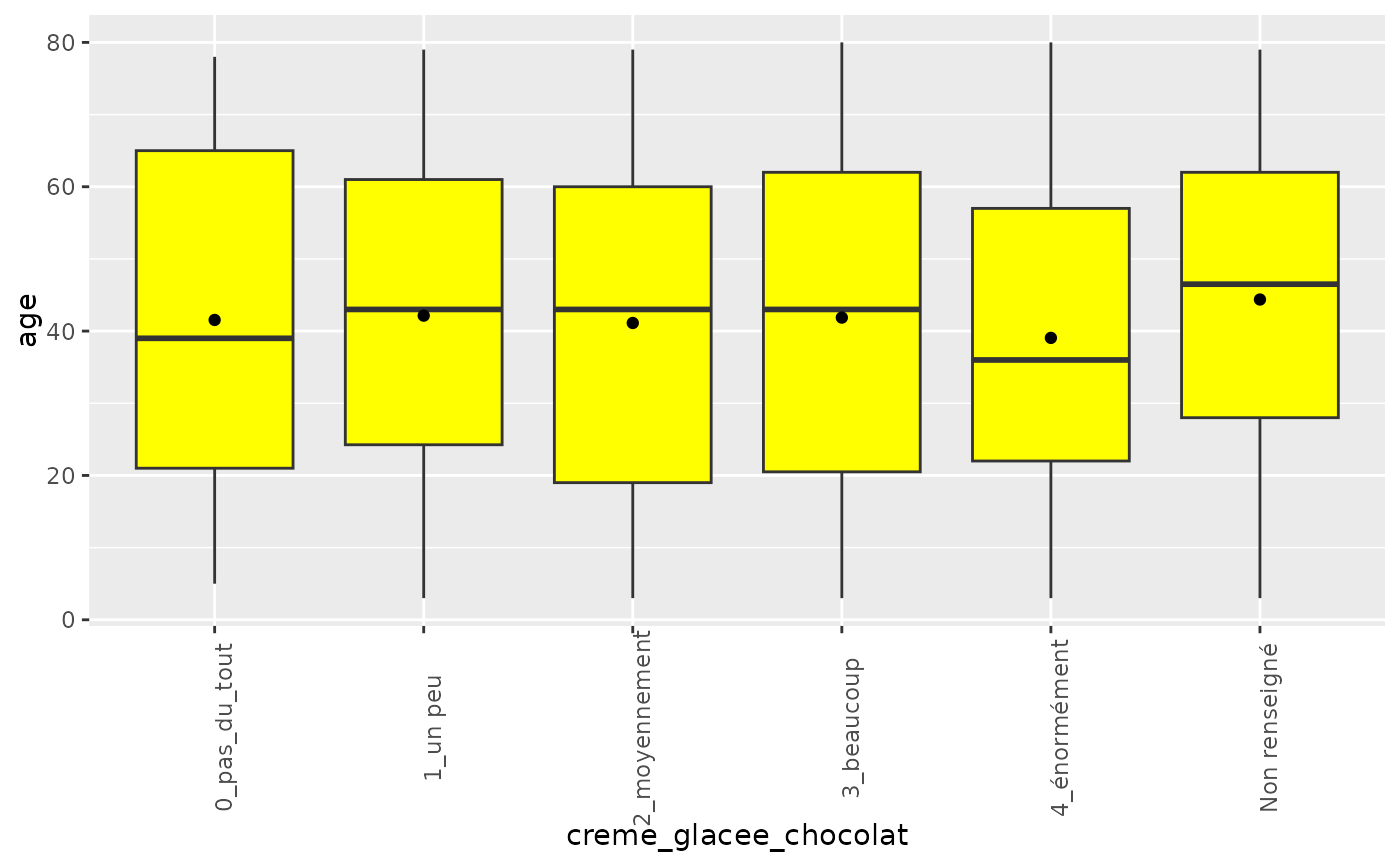 80
60
40
20
0
age
0_pas_du_tout
1_un peu
2_moyennement
3_beaucoup
4_énormément
Non renseigné
creme_glacee_chocolat